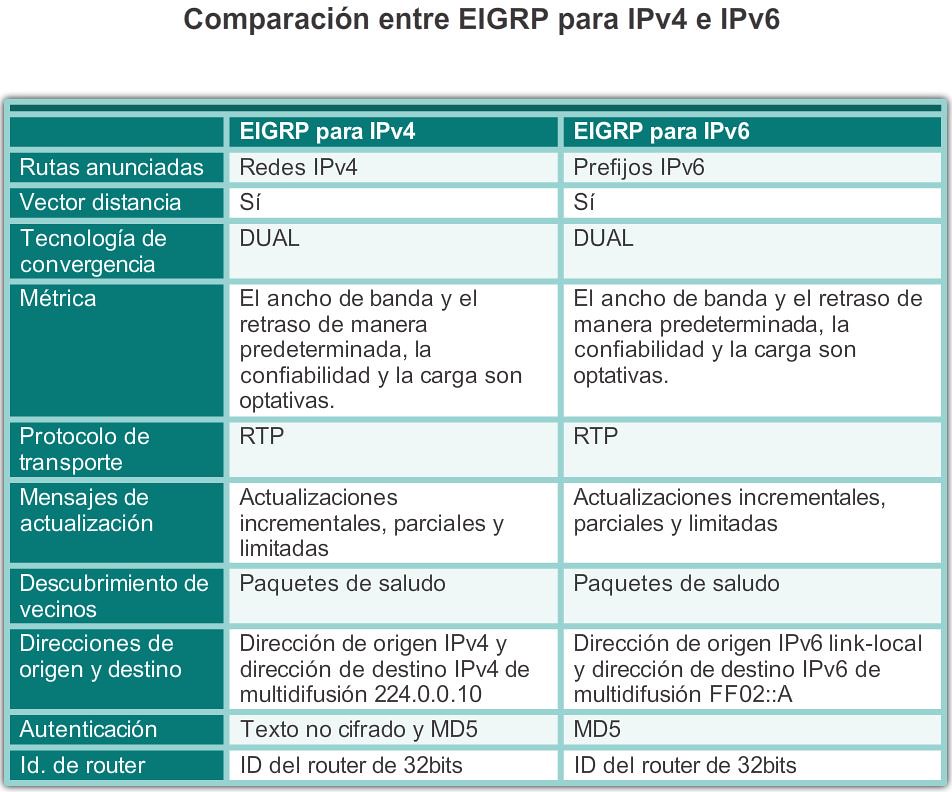 Comparación entre EIGRP para IPv4 e IPv6
EIGRP para IPv4
EIGRP para IPv6
Rutas anunciadas
Redes IPv4
Prefijos IPv6
Vector distancia
Sí
Sí
Tecnología de
convergencia
DUAL
DUAL
Métrica
El ancho de banda y el
retraso de manera
predeterminada, la
confiabilidad y la carga son
optativas.
El ancho de banda y el retraso de
manera predeterminada, la
confiabilidad y la carga son
optativas.
Protocolo de
transporte
RTP
RTP
Mensajes de
actualización
Actualizaciones
incrementales, parciales y
limitadas
Actualizaciones incrementales,
parciales y limitadas
Descubrimiento de
vecinos
Paquetes de saludo
Paquetes de saludo
Direcciones de
origen y destino
Dirección de origen IPv4 y
dirección de destino IPv4 de
multidifusión 224.0.0.10
Dirección de origen IPv6 link-local
y dirección de destino IPv6 de
multidifusión FF02::A
Autenticación
Texto no cifrado y MD5
MD5
Id. de router
ID del router de 32bits
ID del router de 32bits